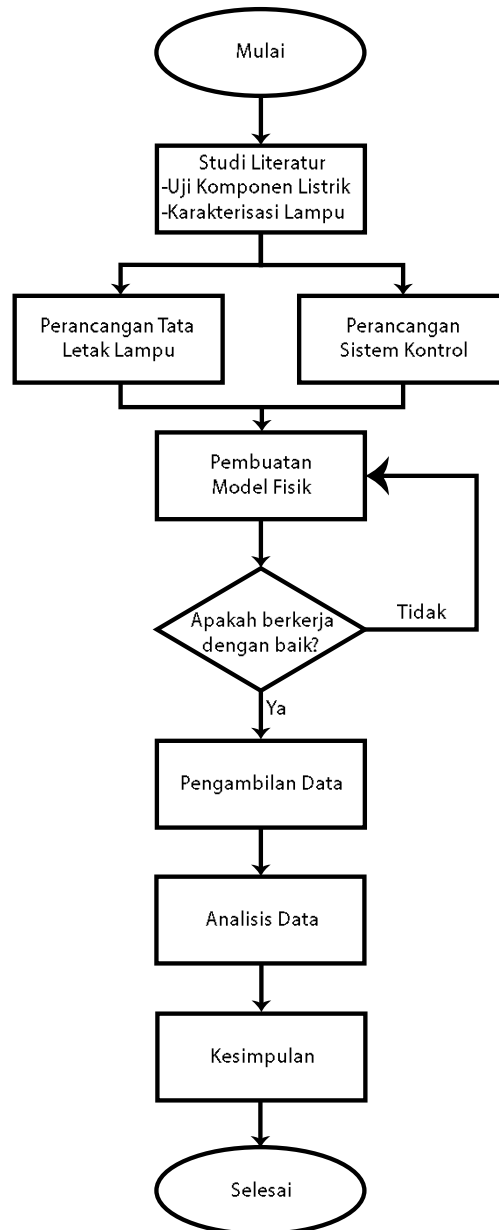 Mulai
Studi Literatur
-Uji Komponen Listrik
-Karakterisasi Lampu
Perancangan Tata
Letak Lampu
Perancangan
Sistem Kontrol
Pembuatan
Model Fisik
Apakah berkerja
dengan baik?
Tidak
Ya
Pengambilan Data
Analisis Data
Kesimpulan
Selesai